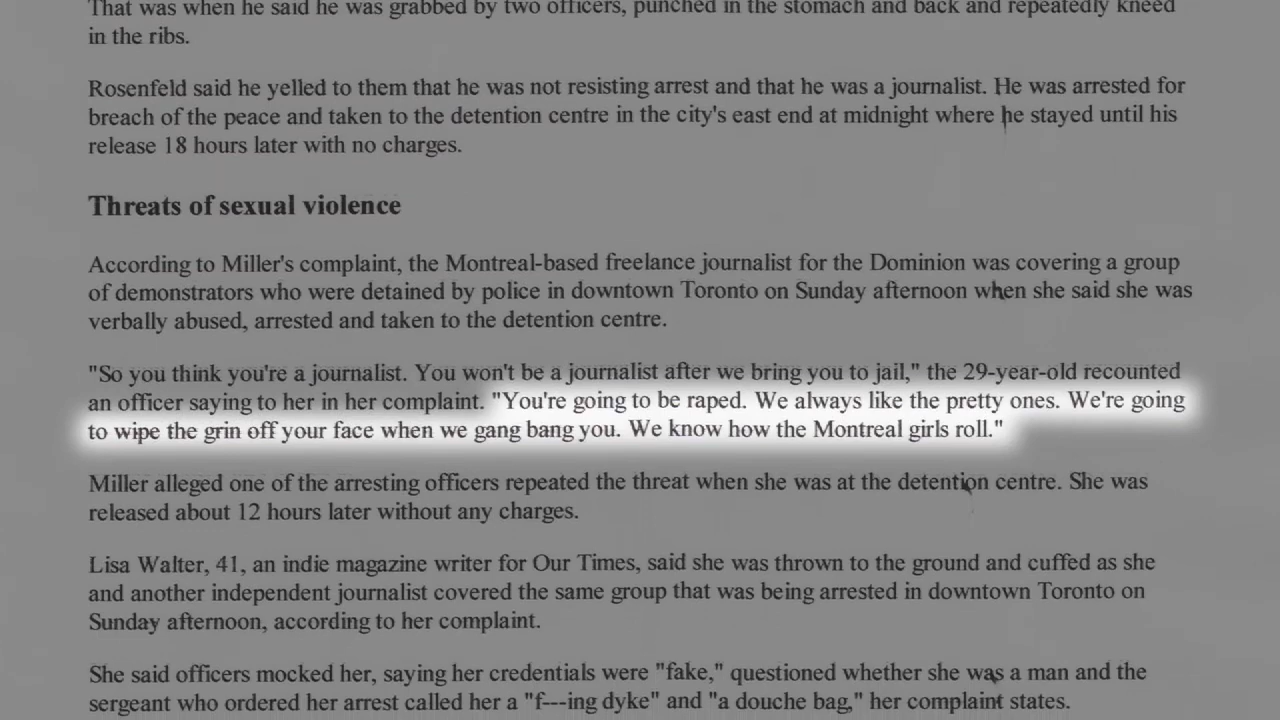 That was when he said he was grabbed by two officers, punched in the stomach and back and repeatedly kneed
in the ribs.
Rosenfeld said he yelled to them that he was not resisting arrest and that he was a journalist. He was arrested for
breach of the peace and taken to the detention centre in the city's east end at midnight where he stayed until his
release 18 hours later with no charges.
Threats of sexual violence
According to Miller's complaint, the Montreal-based freelance journalist for the Dominion was covering a group
of demonstrators who were detained by police in downtown Toronto on Sunday afternoon when she said she was
verbally abused, arrested and taken to the detention centre.
"So you think you're a journalist. You won't be a journalist after we bring you to jail," the 29-year-old recounted
an officer saying to her in her complaint. "You're going to be raped. We always like the pretty ones. We're going
to wipe the grin off your face when we gang bang you. We know how the Montreal girls roll."
Miller alleged one of the arresting officers repeated the threat when she was at the detention centre. She was
released about 12 hours later without any charges.
Lisa Walter, 41, an indie magazine writer for Our Times, said she was thrown to the ground and cuffed as she
and another independent journalist covered the same group that was being arrested in downtown Toronto on
Sunday afternoon, according to her complaint.
She said officers mocked her, saying her credentials were "fake," questioned whether she was a man and the
sergeant who ordered her arrest called her a "f---ing dyke" and "a douche bag," her complaint states.